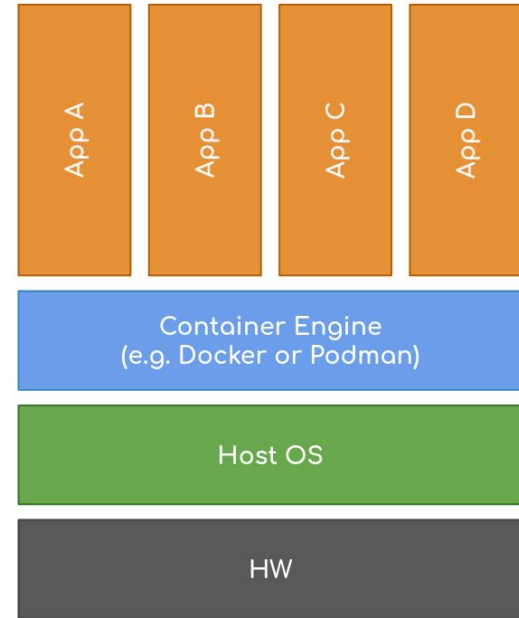 App A
App B
App C
App D
Container Engine
(e.g. Docker or Podman)
Host OS
HW